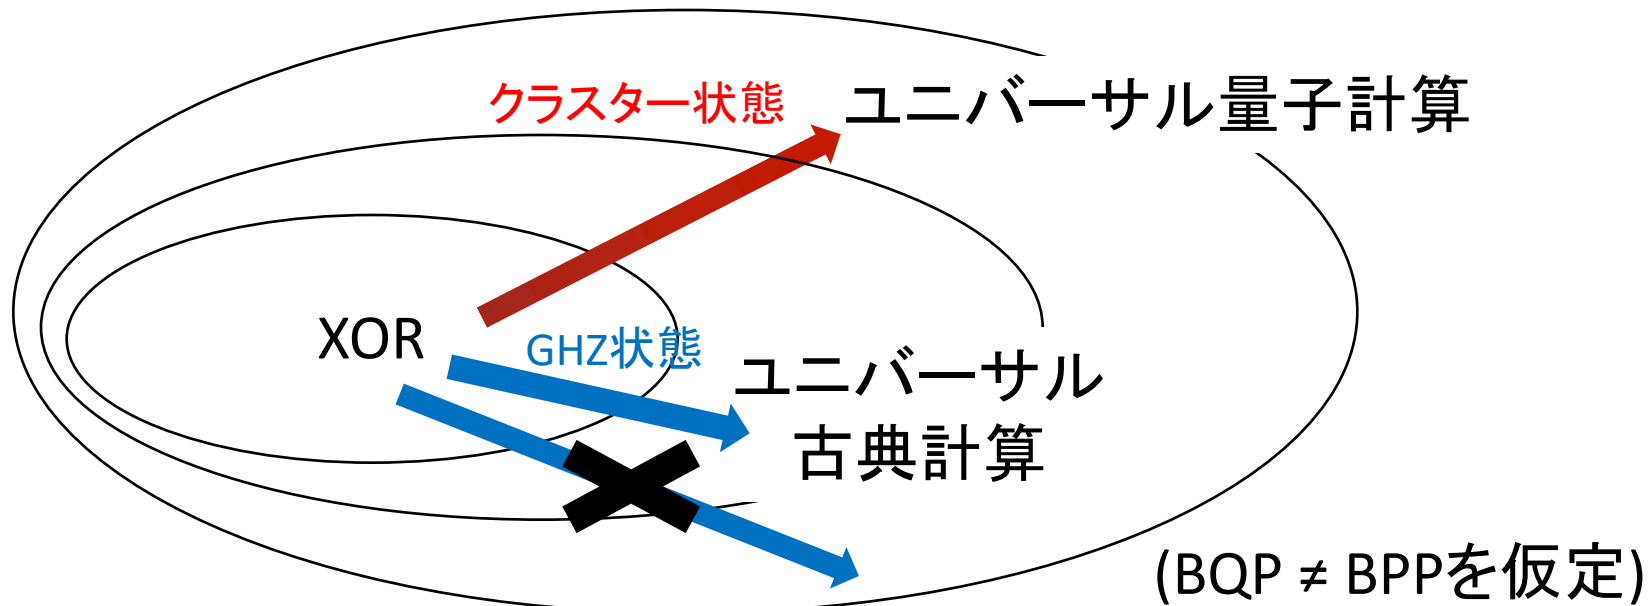 クラスター状態
ユニバーサル量子計算
XOR
GHZ状態
ユニバーサル
古典計算
(BQP ≠ BPPを仮定)